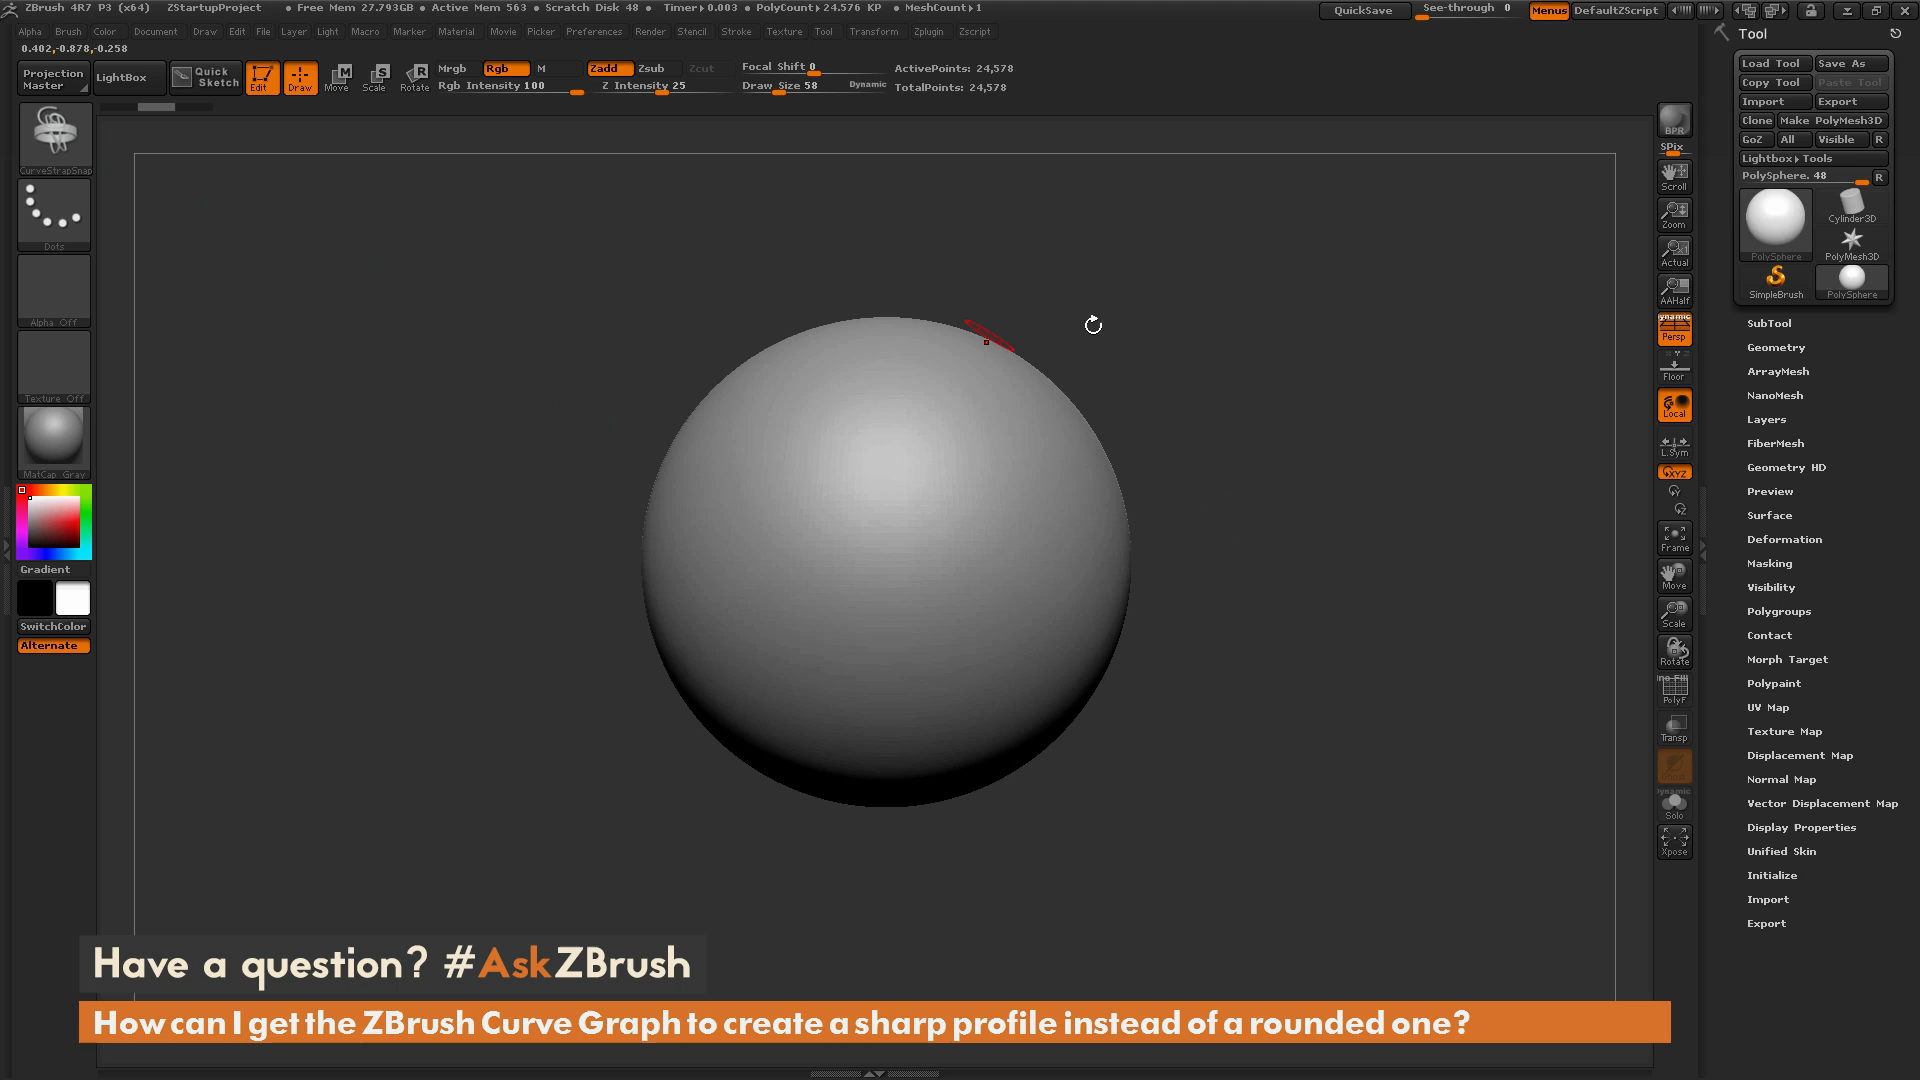 ZBrush 4R7 P3 (x64) ZStartupProject • Free Mem 27.793GB • Active Mem 563 • Scratch Disk 48 • Timer▸0.003 • PolyCount▸24.576 KP • MeshCount▸1
QuickSave See-through 0 Menus DefaultZScript
Alpha Brush Color Document Draw Edit File Layer Light Macro Marker Material Movie Picker Preferences Render Stencil Stroke Texture Tool Transform Zplugin Zscript
0.402,-0.878,-0.258
Projection Master
LightBox
Quick Sketch
Edit
Draw
Move
Scale
Rotate
Mrgb Rgb M
Rgb Intensity 100
Zadd Zsub Zcut
Z Intensity 25
Focal Shift 0
Draw Size 58 Dynamic
ActivePoints: 24,578
TotalPoints: 24,578
CurveStrapSnap
Dots
Alpha Off
Texture Off
MatCap Gray
Gradient
SwitchColor
Alternate
BPR
SPix
Scroll
Zoom
Actual
AAHalf
Persp
Floor
Local
L.Sym
XYZ
Frame
Move
Scale
Rotate
PolyF
Transp
Ghost
Solo
Xpose
Tool
Load Tool Save As
Copy Tool Paste Tool
Import Export
Clone Make PolyMesh3D
GoZ All Visible R
Lightbox▸Tools
PolySphere. 48 R
PolySphere
Cylinder3D
PolyMesh3D
SimpleBrush
PolySphere
SubTool
Geometry
ArrayMesh
NanoMesh
Layers
FiberMesh
Geometry HD
Preview
Surface
Deformation
Masking
Visibility
Polygroups
Contact
Morph Target
Polypaint
UV Map
Texture Map
Displacement Map
Normal Map
Vector Displacement Map
Display Properties
Unified Skin
Initialize
Import
Export
Have a question? #AskZBrush
How can I get the ZBrush Curve Graph to create a sharp profile instead of a rounded one?